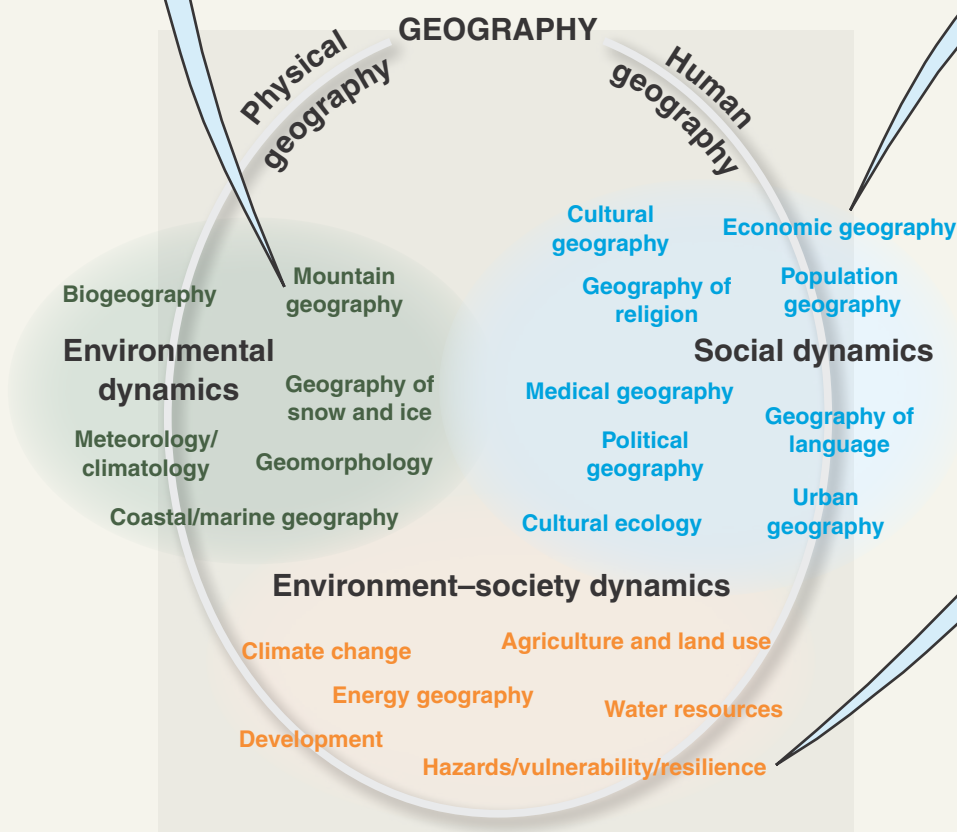 GEOGRAPHY
Physical
geography
Human
geography
Cultural
geography
Economic geography
Geography of
religion
Population
geography
Biogeography
Mountain
geography
Environmental
dynamics
Social dynamics
Geography of
snow and ice
Medical geography
Geography of
language
Meteorology/
climatology
Geomorphology
Political
geography
Coastal/marine geography
Cultural ecology
Urban
geography
Environment–society dynamics
Climate change
Agriculture and land use
Energy geography
Water resources
Development
Hazards/vulnerability/resilience